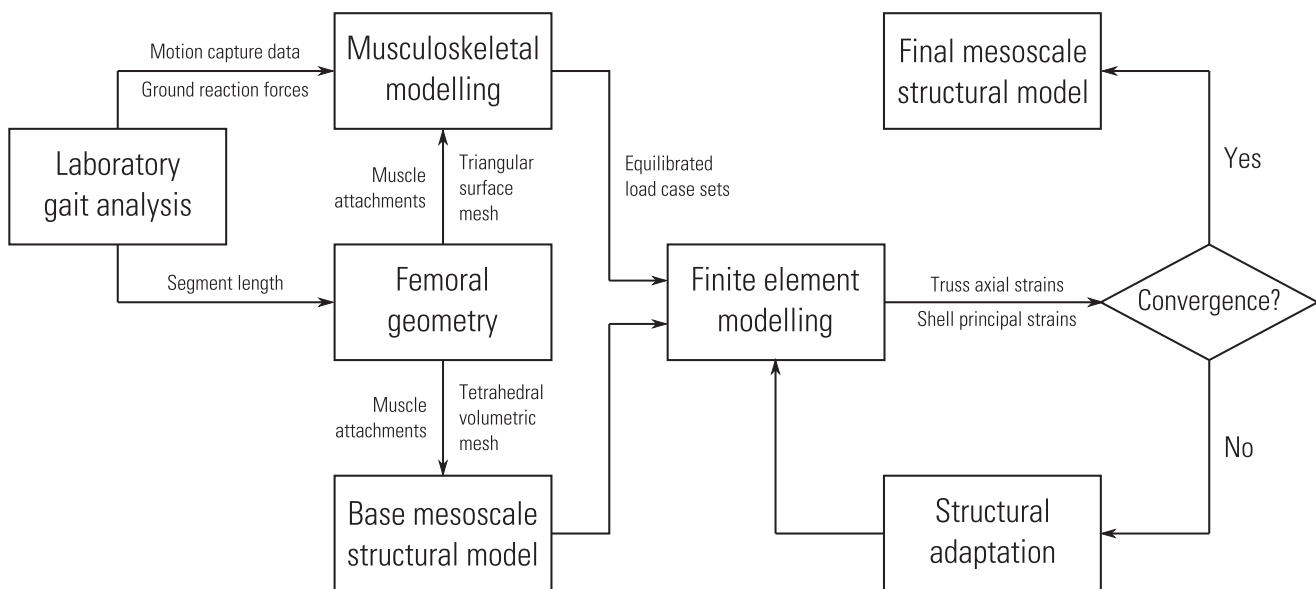 Motion capture data
Ground reaction forces
Musculoskeletal
modelling
Final mesoscale
structural model
Laboratory
gait analysis
Muscle
attachments
Triangular
surface
mesh
Equilibrated
load case sets
Yes
Segment length
Femoral
geometry
Finite element
modelling
Truss axial strains
Shell principal strains
Convergence?
Muscle
attachments
Tetrahedral
volumetric
mesh
No
Base mesoscale
structural model
Structural
adaptation